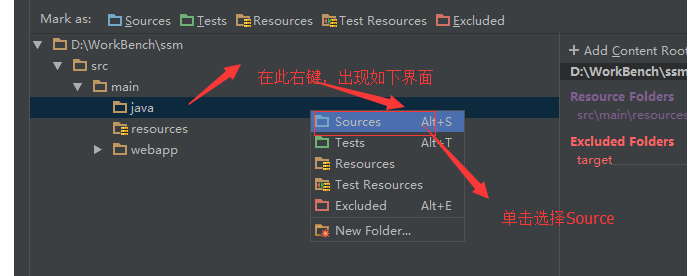 Mark as: Sources Tests Resources Test Resources Excluded
D:\WorkBench\ssm
src
main
java
resources
webapp
在此右键，出现如下界面
Sources Alt+S
Tests Alt+T
Resources
Test Resources
Excluded Alt+E
New Folder...
单击选择Source
+ Add Content Root
D:\WorkBench\ssm
Resource Folders
src\main\resources
Excluded Folders
target